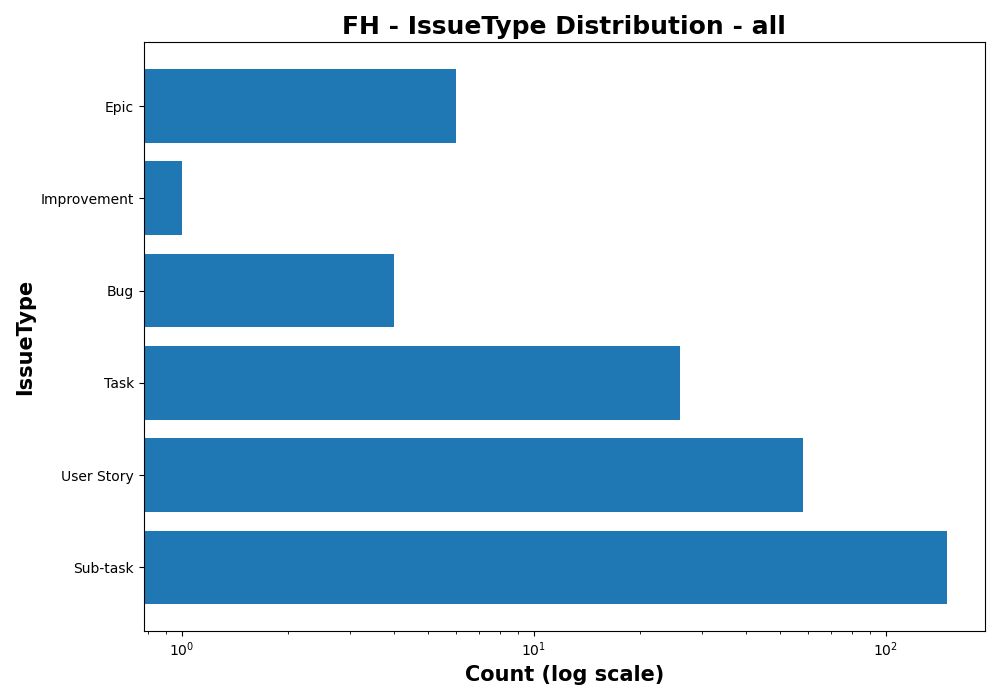 FH - IssueType Distribution - all
Epic
Improvement
Bug
Task
User Story
Sub-task
IssueType
10⁰
10¹
10²
Count (log scale)